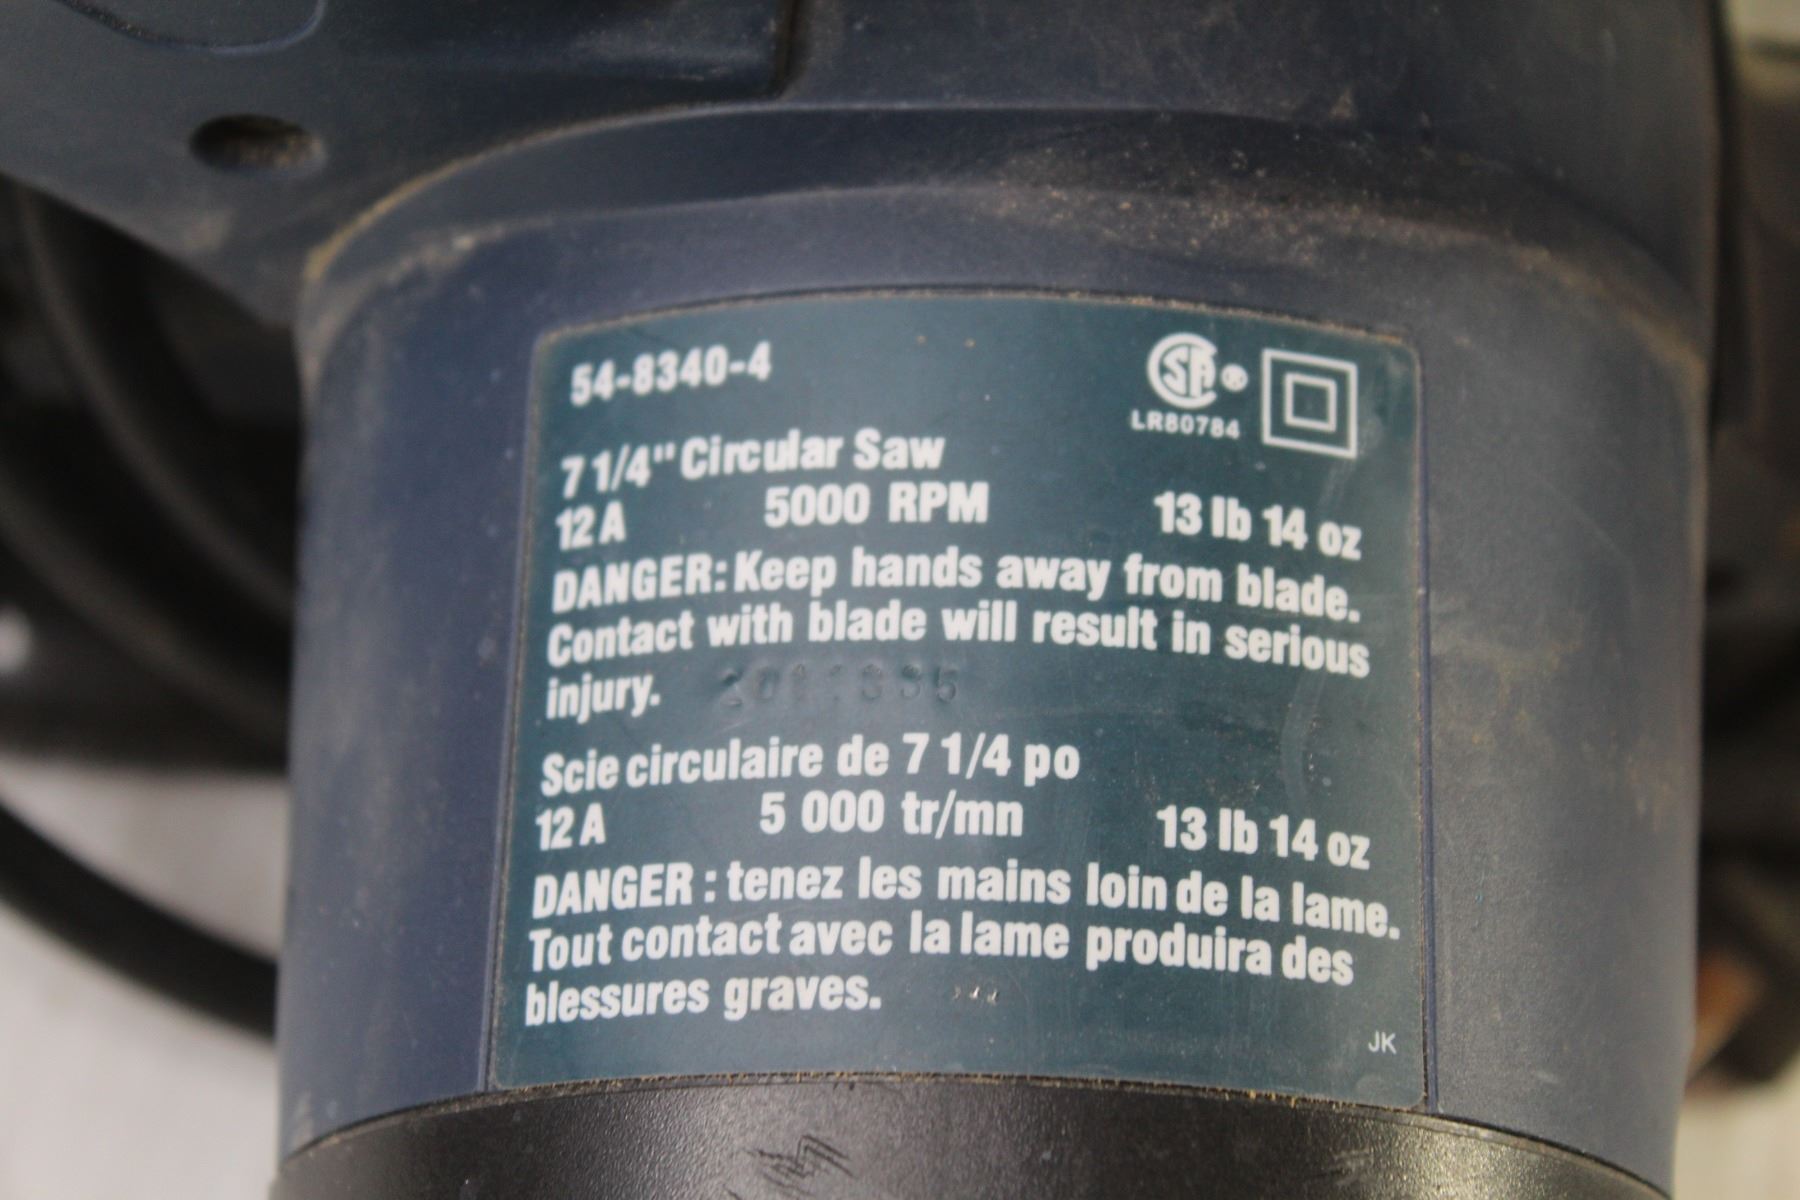 54-8340-4
SA ®
LR80784
7 1/4" Circular Saw
12 A 5000 RPM 13 lb 14 oz
DANGER: Keep hands away from blade.
Contact with blade will result in serious
injury.
Scie circulaire de 7 1/4 po
12 A 5 000 tr/mn 13 lb 14 oz
DANGER : tenez les mains loin de la lame.
Tout contact avec la lame produira des
blessures graves.
JK